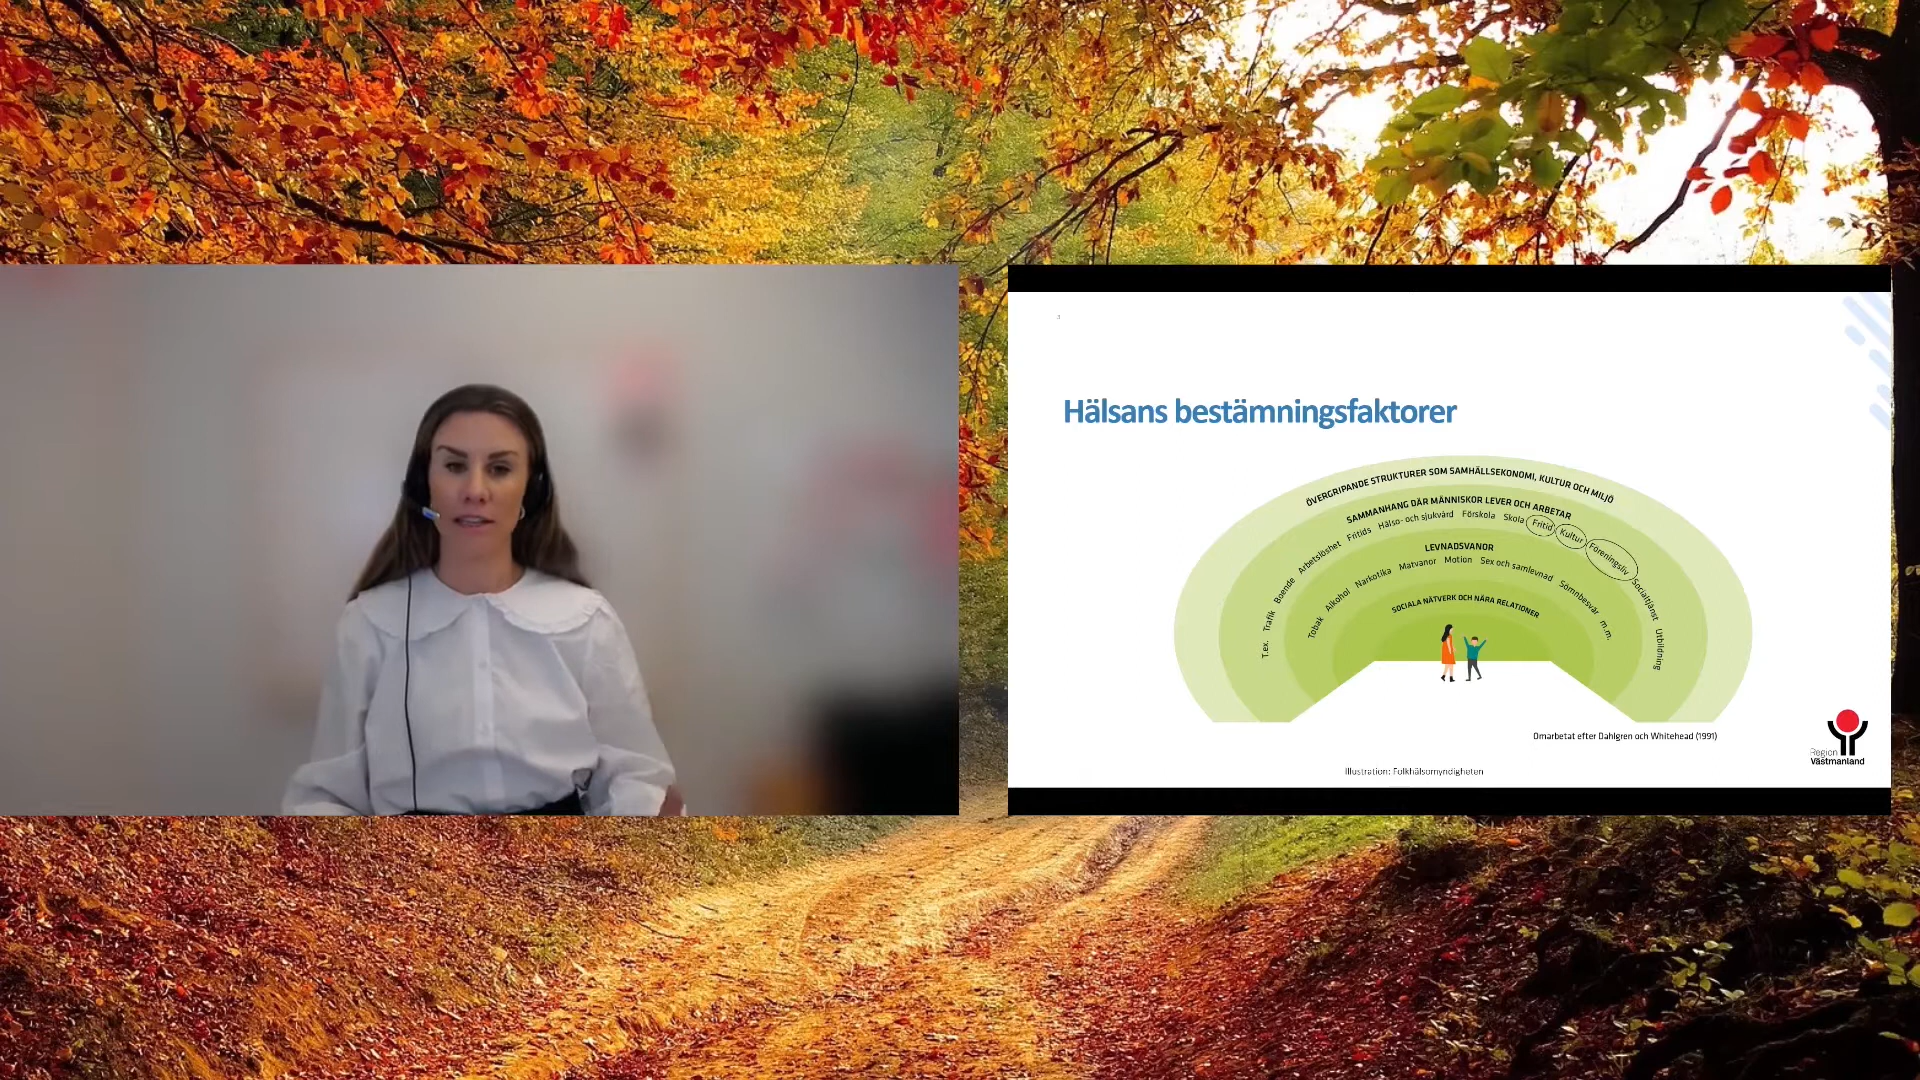 3
Hälsans bestämningsfaktorer
ÖVERGRIPANDE STRUKTURER SOM SAMHÄLLSEKONOMI, KULTUR OCH MILJÖ
SAMMANHANG DÄR MÄNNISKOR LEVER OCH ARBETAR
T.ex. Trafik Boende Arbetslöshet Fritids Hälso- och sjukvård Förskola Skola Fritid Kultur Föreningsliv Socialtjänst Utbildning
LEVNADSVANOR
Tobak Alkohol Narkotika Matvanor Motion Sex och samlevnad Sömnbesvär m.m.
SOCIALA NÄTVERK OCH NÄRA RELATIONER
Omarbetat efter Dahlgren och Whitehead (1991)
Illustration: Folkhälsomyndigheten
Region
Västmanland